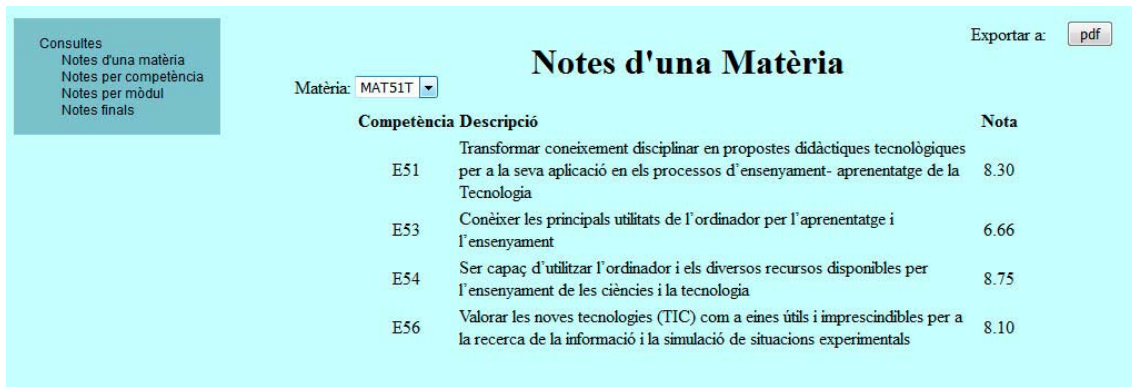 Consultes
Notes d'una matèria
Notes per competència
Notes per mòdul
Notes finals
Exportar a: pdf
Notes d'una Matèria
Matèria: MAT51T
Competència Descripció Nota
Transformar coneixement disciplinar en propostes didàctiques tecnològiques
E51 per a la seva aplicació en els processos d'ensenyament- aprenentatge de la 8.30
Tecnologia
E53 Conèixer les principals utilitats de l'ordinador per l'aprenentatge i 6.66
l'ensenyament
E54 Ser capaç d'utilitzar l'ordinador i els diversos recursos disponibles per 8.75
l'ensenyament de les ciències i la tecnologia
E56 Valorar les noves tecnologies (TIC) com a eines útils i imprescindibles per a 8.10
la recerca de la informació i la simulació de situacions experimentals